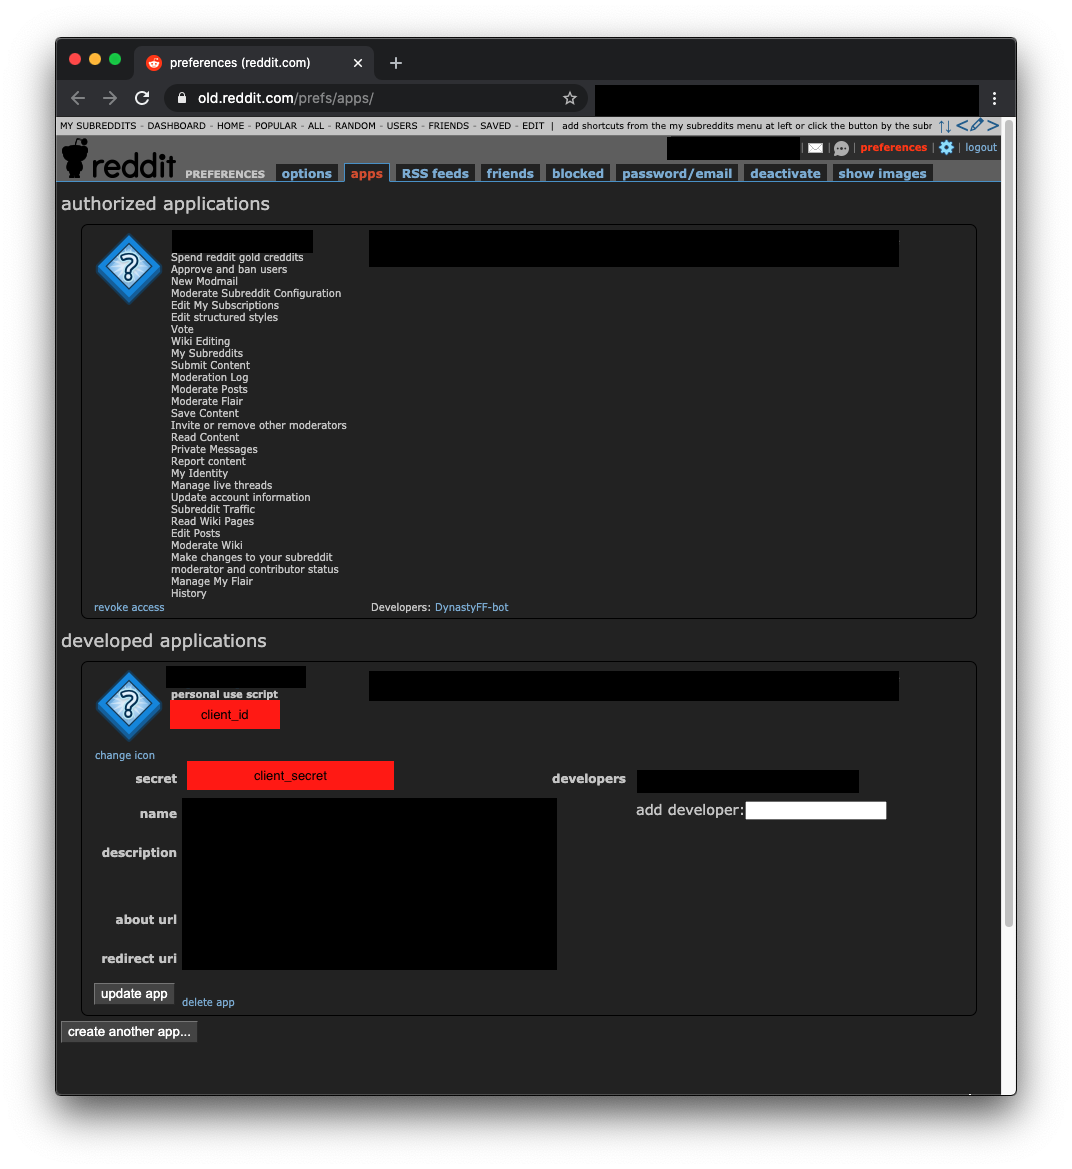 preferences (reddit.com)
old.reddit.com/prefs/apps/
MY SUBREDDITS - DASHBOARD - HOME - POPULAR - ALL - RANDOM - USERS - FRIENDS - SAVED - EDIT | add shortcuts from the my subreddits menu at left or click the button by the subr
| | | preferences | | logout
reddit PREFERENCES options apps RSS feeds friends blocked password/email deactivate show images
authorized applications
Spend reddit gold creddits
Approve and ban users
New Modmail
Moderate Subreddit Configuration
Edit My Subscriptions
Edit structured styles
Vote
Wiki Editing
My Subreddits
Submit Content
Moderation Log
Moderate Posts
Moderate Flair
Save Content
Invite or remove other moderators
Read Content
Private Messages
Report content
My Identity
Manage live threads
Update account information
Subreddit Traffic
Read Wiki Pages
Edit Posts
Moderate Wiki
Make changes to your subreddit
moderator and contributor status
Manage My Flair
History
revoke access Developers: DynastyFF-bot
developed applications
personal use script
client_id
change icon
secret client_secret developers
name add developer:
description
about url
redirect uri
update app delete app
create another app...